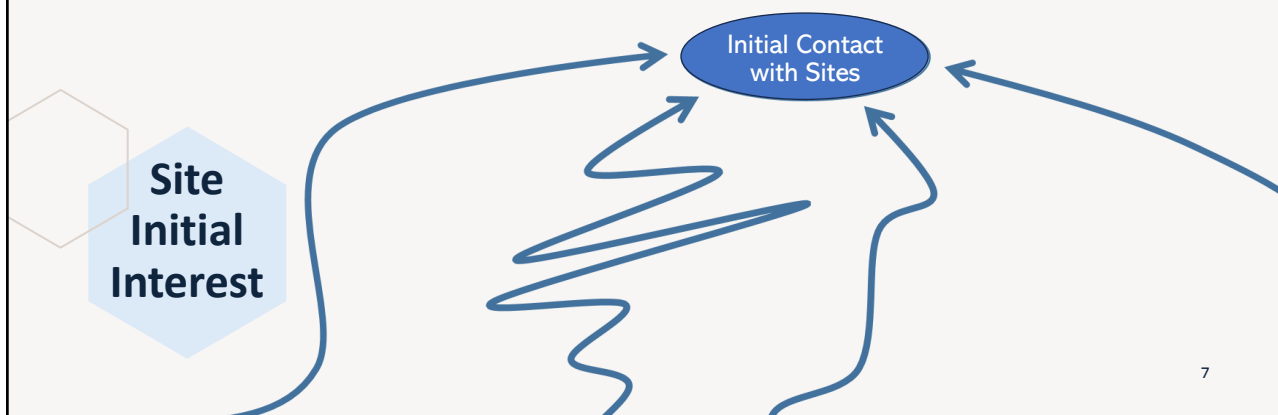 Initial Contact
with Sites
Site
Initial
Interest
7